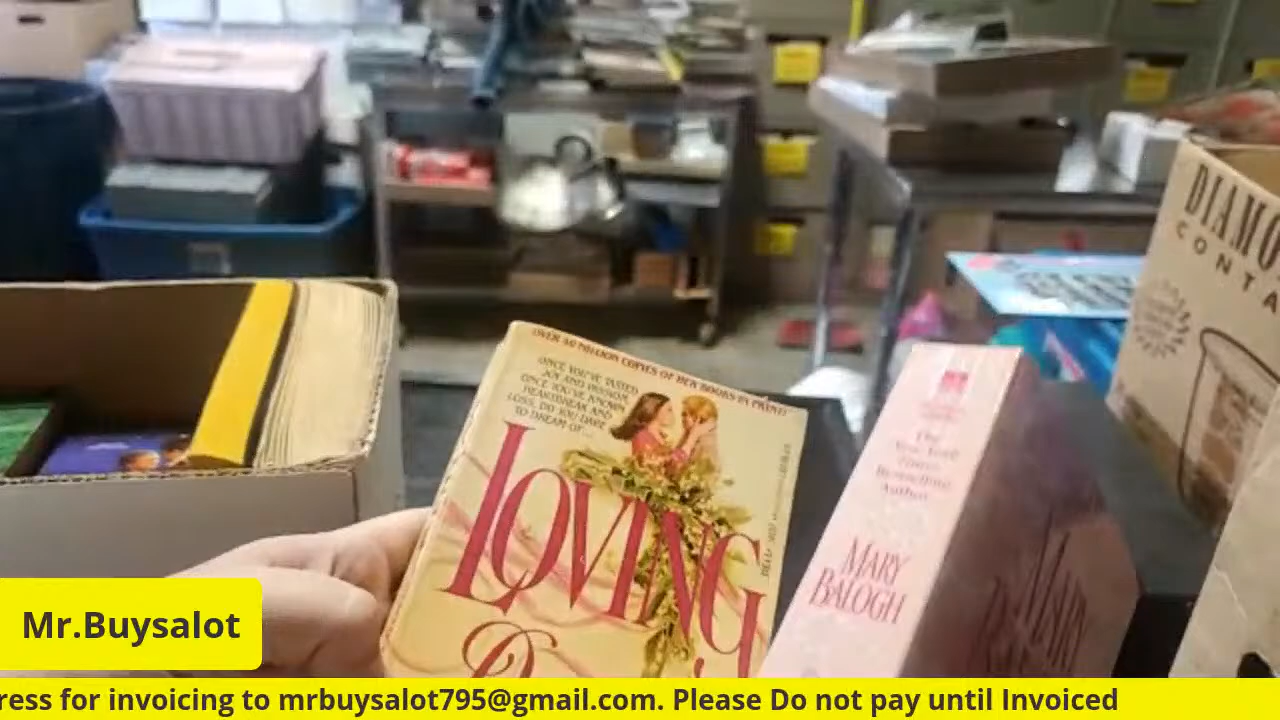 OVER 50 MILLION COPIES OF HER BOOKS IN PRINT!
ONCE YOU'VE TASTED
JOY AND PASSION,
ONCE YOU'VE KNOWN
HEARTBREAK AND
LOSS, DO YOU DARE
TO DREAM OF...
LOVING
DIAMO
CONTA
The
New York
Times
Bestselling
Author
MARY
BALOGH
Mr.Buysalot
ress for invoicing to mrbuysalot795@gmail.com. Please Do not pay until Invoiced